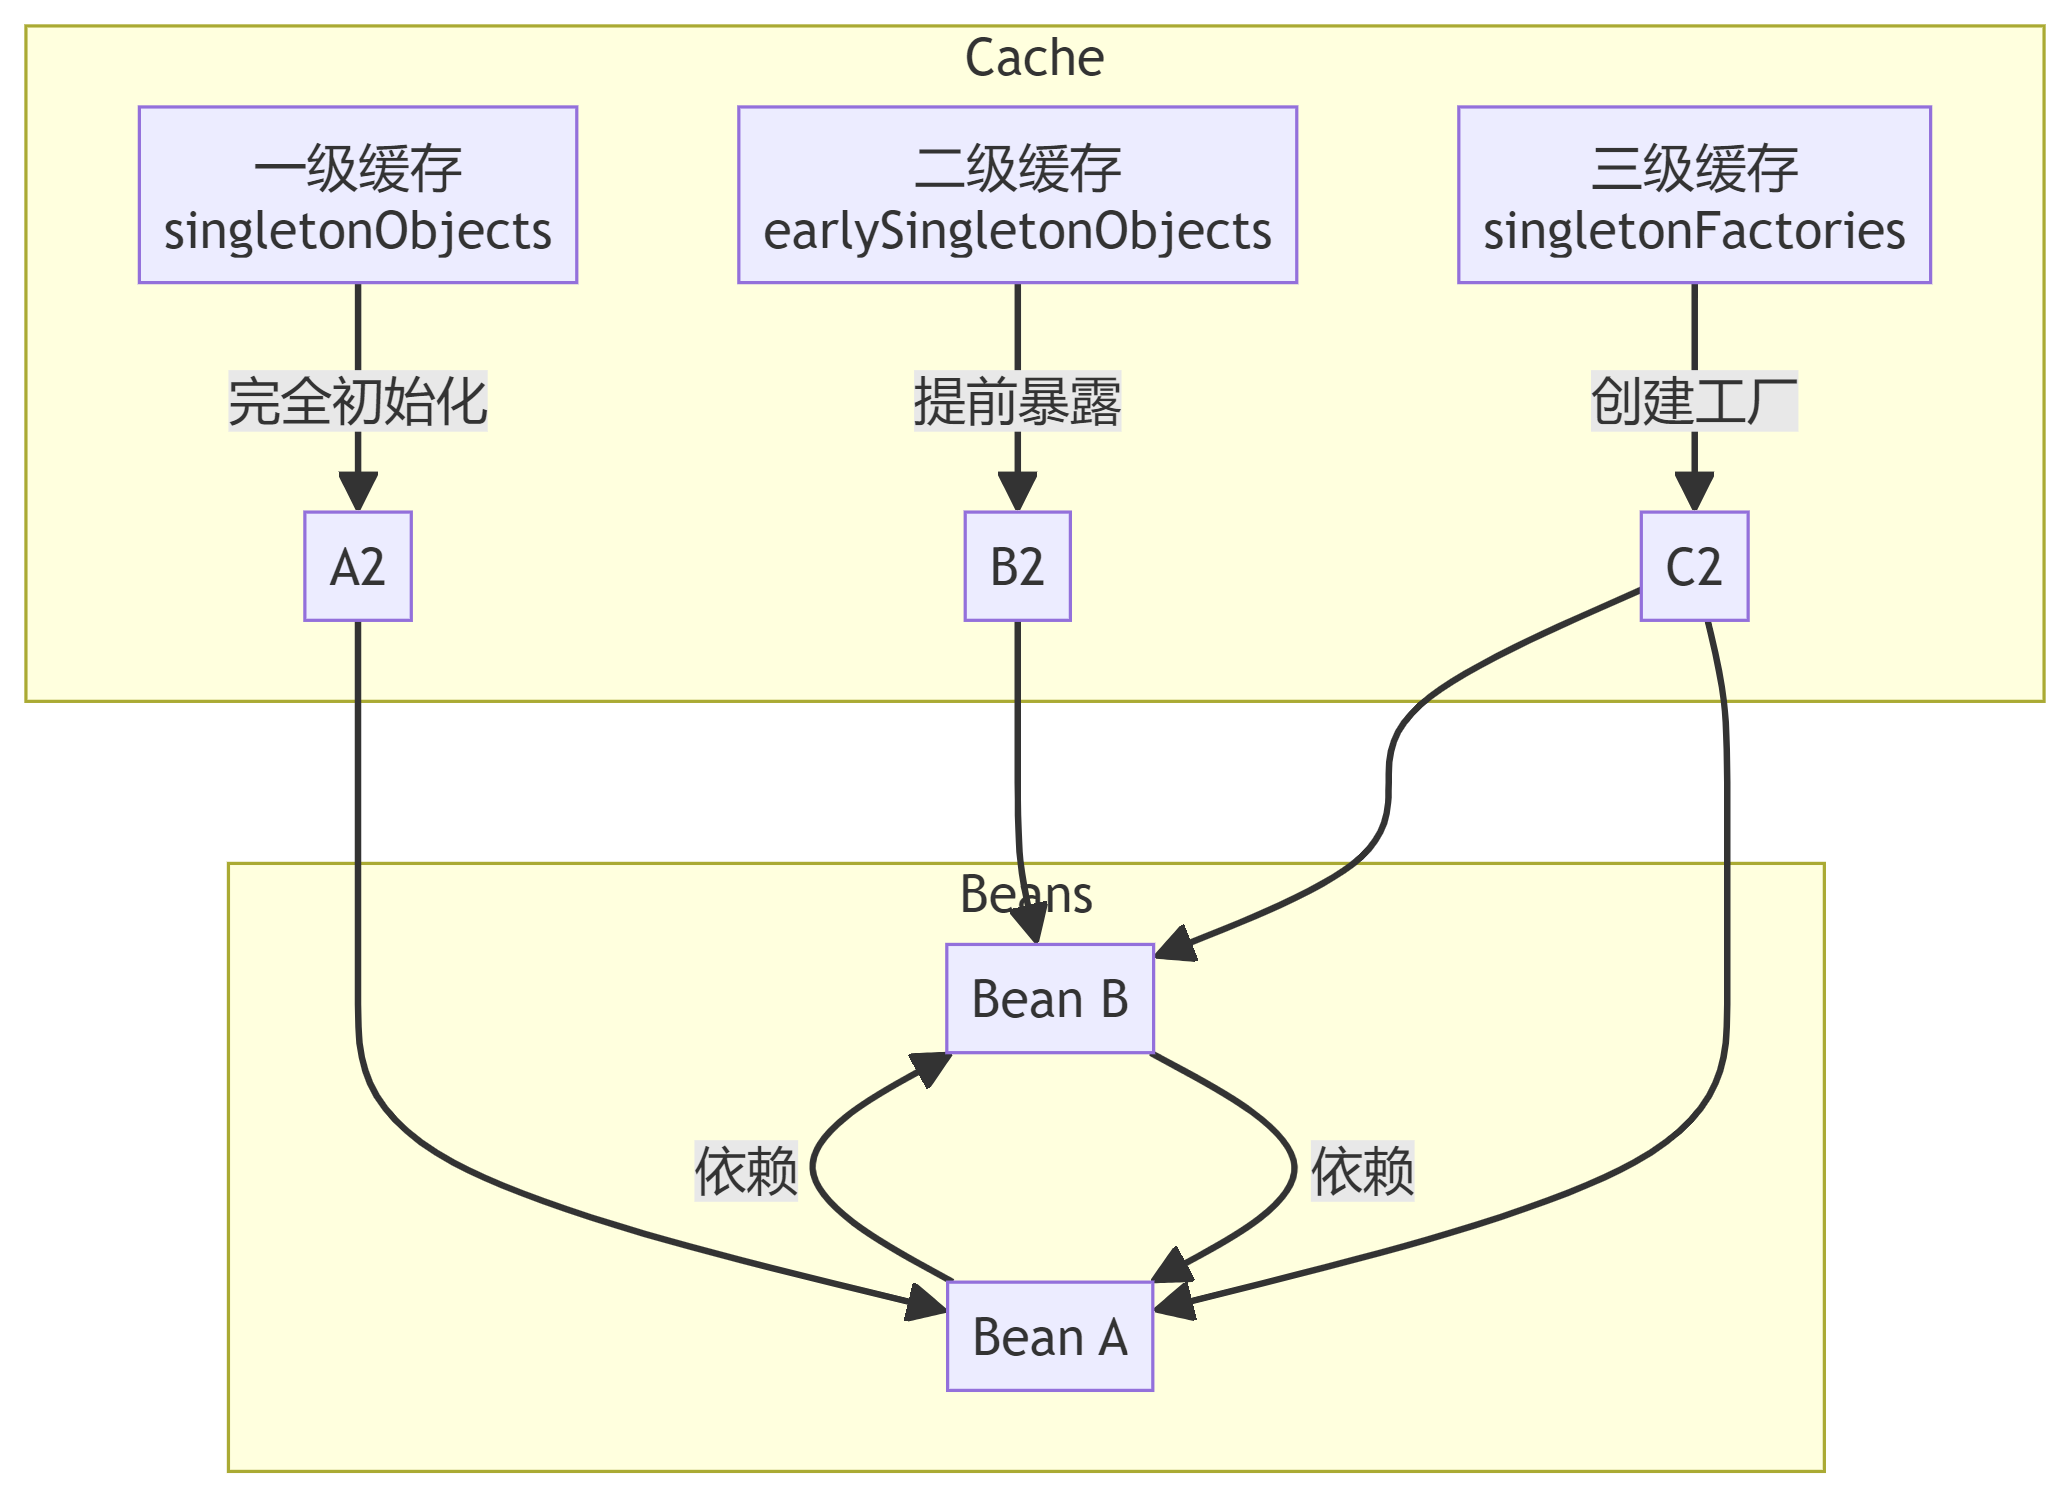 Cache
一级缓存
singletonObjects
二级缓存
earlySingletonObjects
三级缓存
singletonFactories
完全初始化
提前暴露
创建工厂
A2
B2
C2
Beans
Bean B
依赖
依赖
Bean A